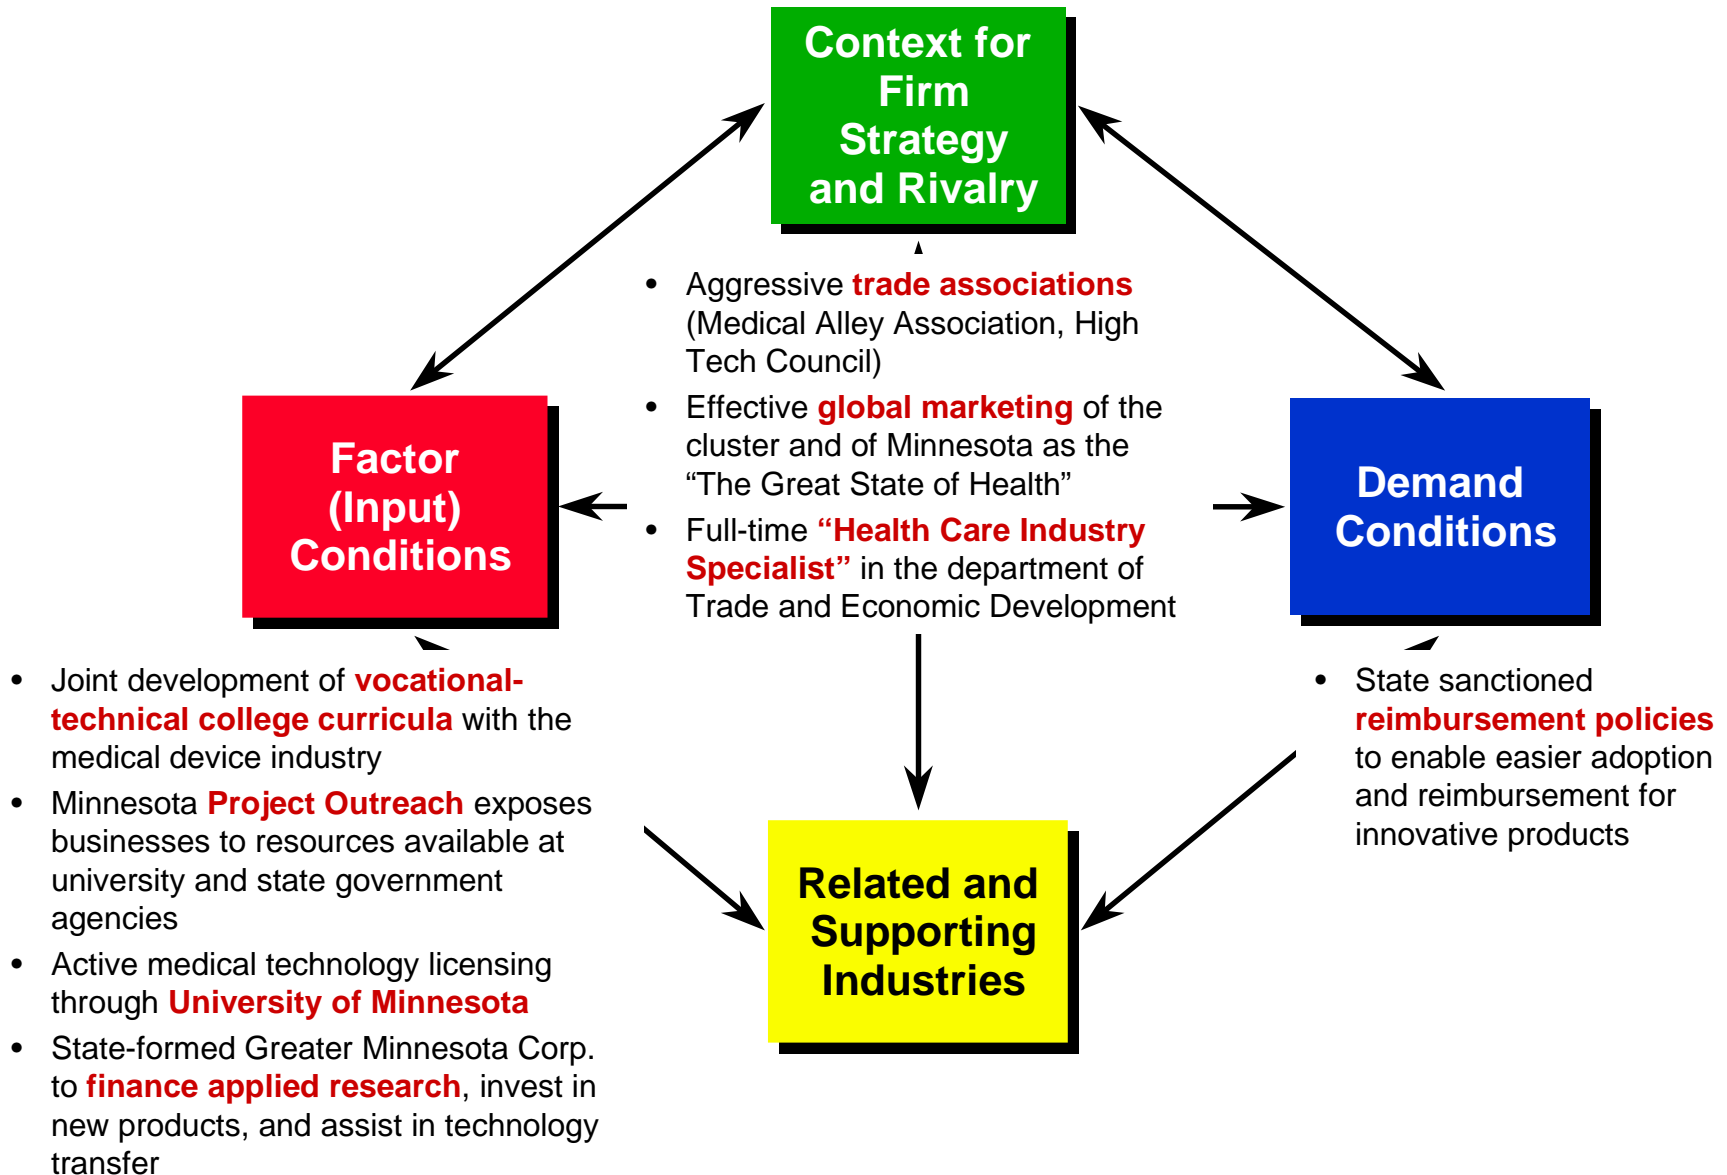 Context for
Firm
Strategy
and Rivalry
• Aggressive trade associations
(Medical Alley Association, High
Tech Council)
• Effective global marketing of the
cluster and of Minnesota as the
“The Great State of Health”
• Full-time “Health Care Industry
Specialist” in the department of
Trade and Economic Development
Factor
(Input)
Conditions
Demand
Conditions
• Joint development of vocational-
technical college curricula with the
medical device industry
• Minnesota Project Outreach exposes
businesses to resources available at
university and state government
agencies
• Active medical technology licensing
through University of Minnesota
• State-formed Greater Minnesota Corp.
to finance applied research, invest in
new products, and assist in technology
transfer
• State sanctioned
reimbursement policies
to enable easier adoption
and reimbursement for
innovative products
Related and
Supporting
Industries